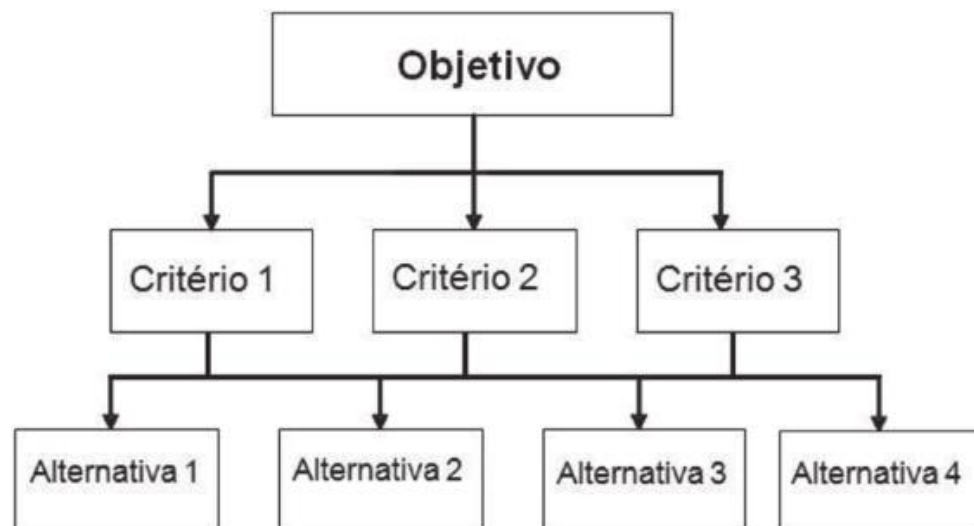 Objetivo
Critério 1
Critério 2
Critério 3
Alternativa 1
Alternativa 2
Alternativa 3
Alternativa 4